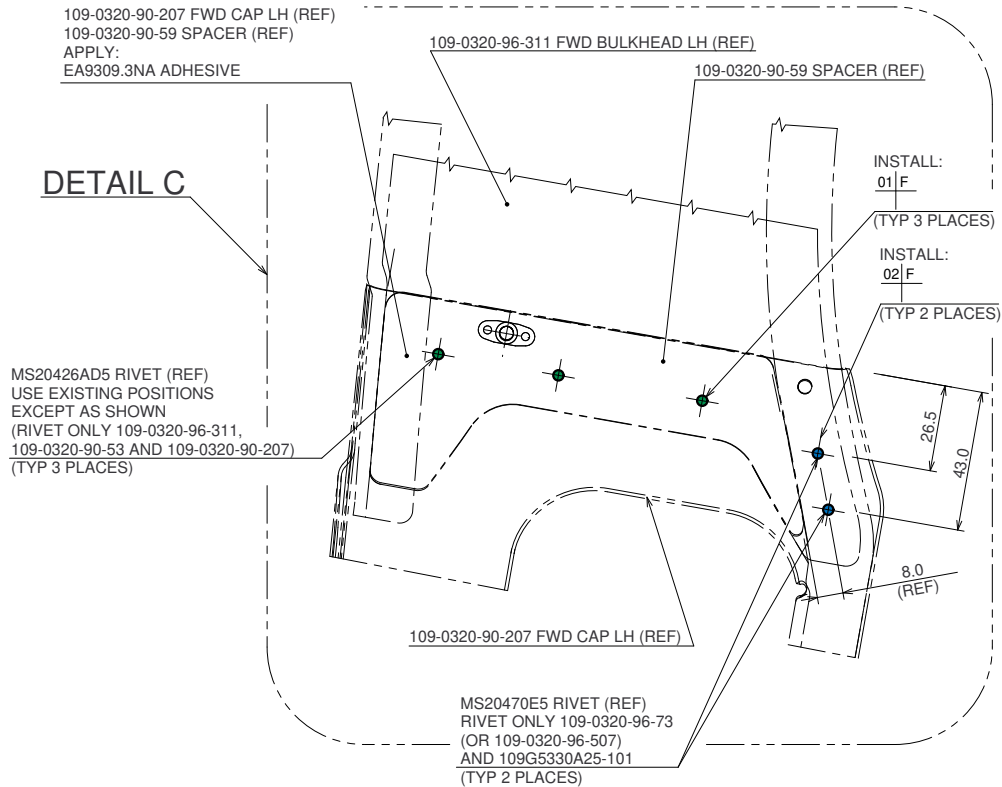 109-0320-90-207 FWD CAP LH (REF)
109-0320-90-59 SPACER (REF)
APPLY:
EA9309.3NA ADHESIVE
109-0320-96-311 FWD BULKHEAD LH (REF)
109-0320-90-59 SPACER (REF)
DETAIL C
INSTALL:
01 F
(TYP 3 PLACES)
INSTALL:
02 F
(TYP 2 PLACES)
MS20426AD5 RIVET (REF)
USE EXISTING POSITIONS
EXCEPT AS SHOWN
(RIVET ONLY 109-0320-96-311,
109-0320-90-53 AND 109-0320-90-207)
(TYP 3 PLACES)
26.5
43.0
8.0
(REF)
109-0320-90-207 FWD CAP LH (REF)
MS20470E5 RIVET (REF)
RIVET ONLY 109-0320-96-73
(OR 109-0320-96-507)
AND 109G5330A25-101
(TYP 2 PLACES)